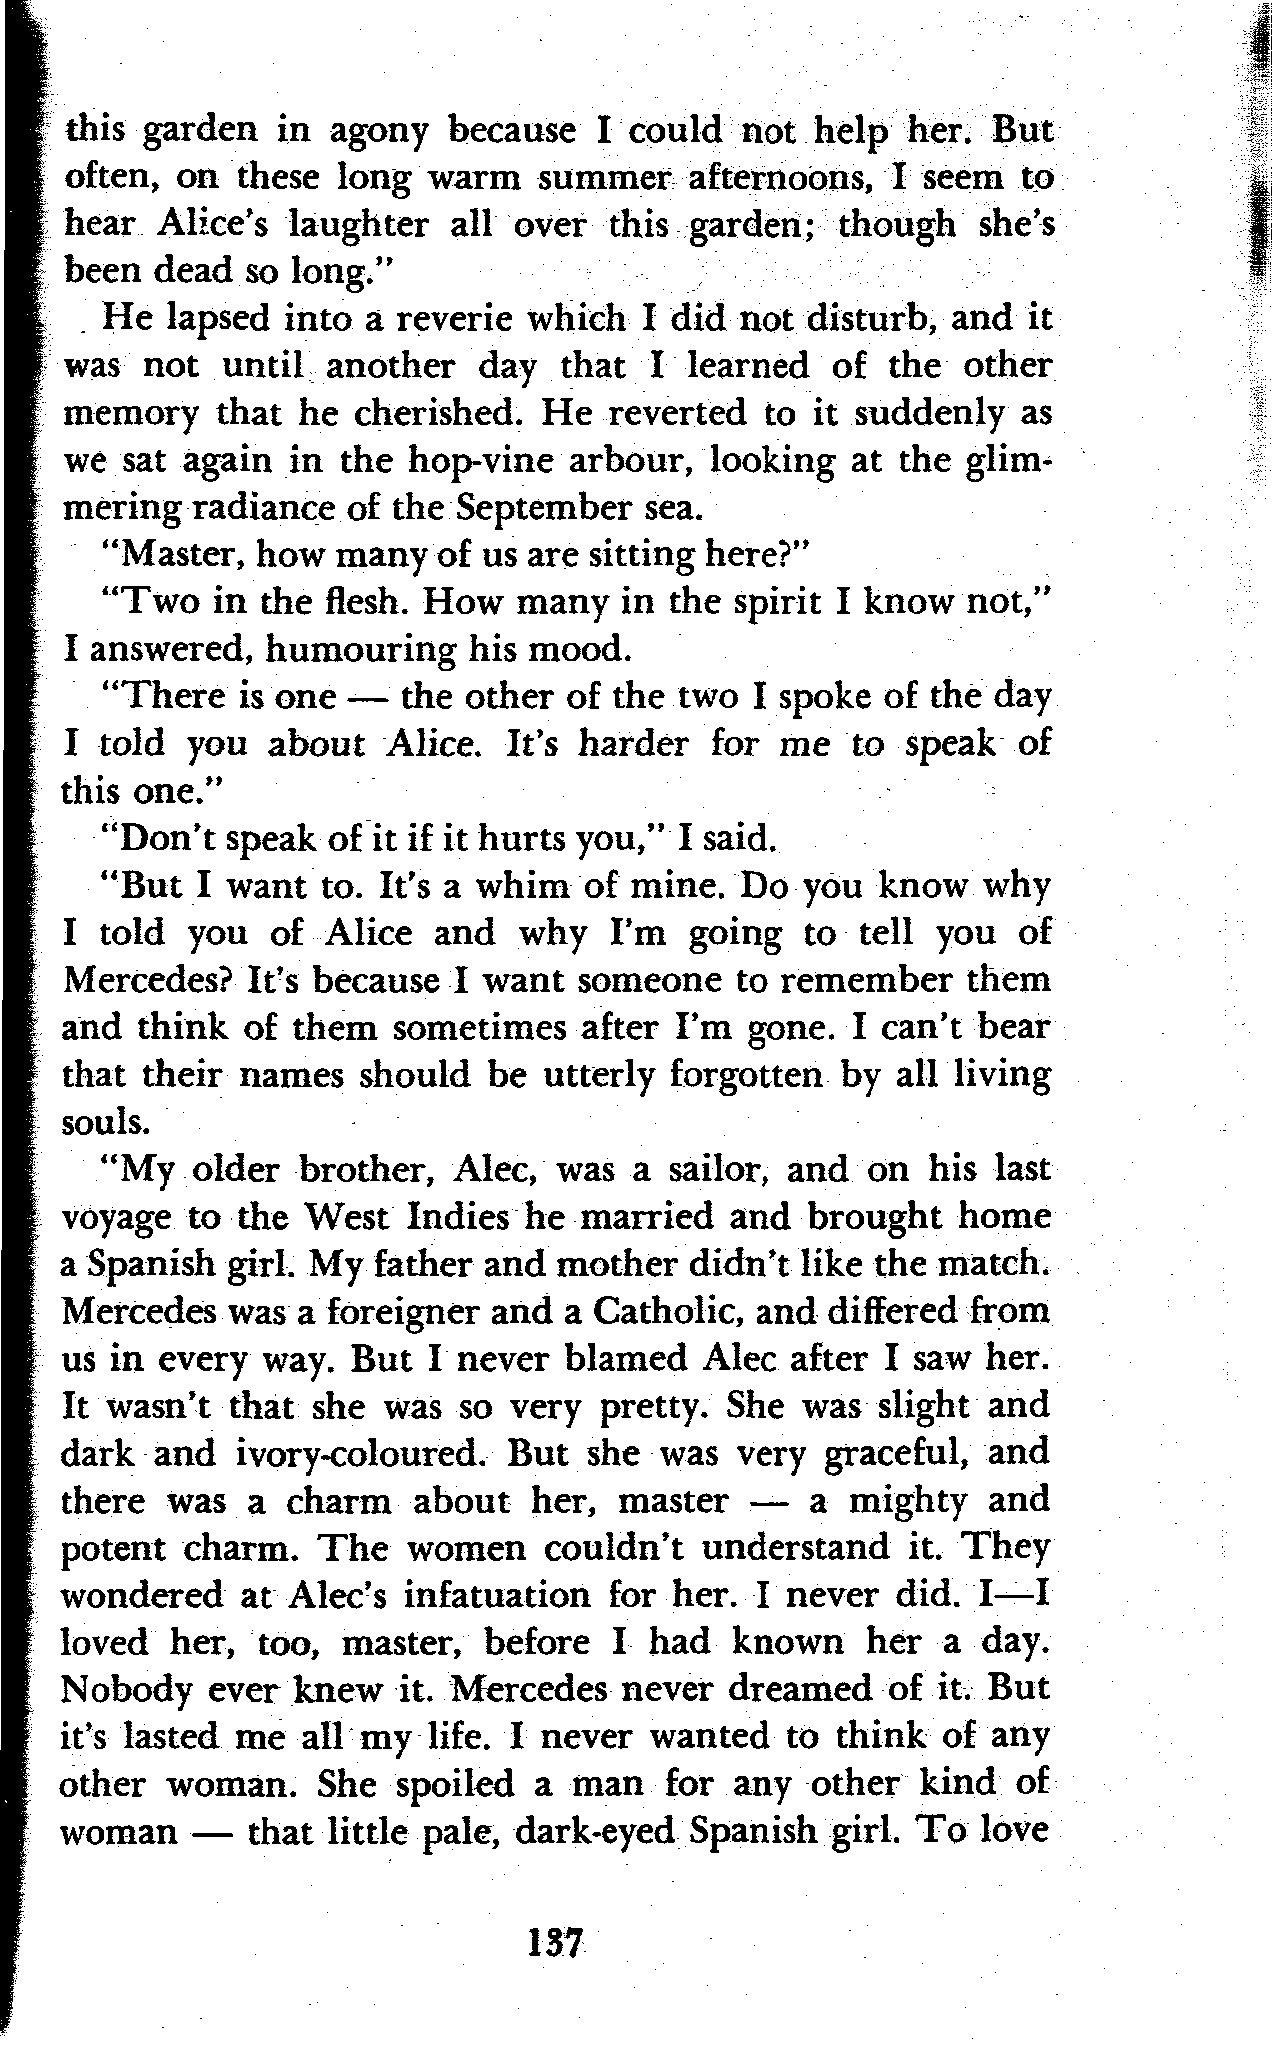 this garden in agony because I could not help her. But
often, on these long warm summer afternoons, I seem to
hear Alice's laughter all over this garden; though she's
been dead so long."
He lapsed into a reverie which I did not disturb, and it
was not until another day that I learned of the other
memory that he cherished. He reverted to it suddenly as
we sat again in the hop-vine arbour, looking at the glim-
mering radiance of the September sea.
"Master, how many of us are sitting here?"
"Two in the flesh. How many in the spirit I know not,"
I answered, humouring his mood.
"There is one — the other of the two I spoke of the day
I told you about Alice. It's harder for me to speak of
this one."
"Don't speak of it if it hurts you," I said.
"But I want to. It's a whim of mine. Do you know why
I told you of Alice and why I'm going to tell you of
Mercedes? It's because I want someone to remember them
and think of them sometimes after I'm gone. I can't bear
that their names should be utterly forgotten by all living
souls.
"My older brother, Alec, was a sailor, and on his last
voyage to the West Indies he married and brought home
a Spanish girl. My father and mother didn't like the match.
Mercedes was a foreigner and a Catholic, and differed from
us in every way. But I never blamed Alec after I saw her.
It wasn't that she was so very pretty. She was slight and
dark and ivory-coloured. But she was very graceful, and
there was a charm about her, master — a mighty and
potent charm. The women couldn't understand it. They
wondered at Alec's infatuation for her. I never did. I—I
loved her, too, master, before I had known her a day.
Nobody ever knew it. Mercedes never dreamed of it. But
it's lasted me all my life. I never wanted to think of any
other woman. She spoiled a man for any other kind of
woman — that little pale, dark-eyed Spanish girl. To love
137